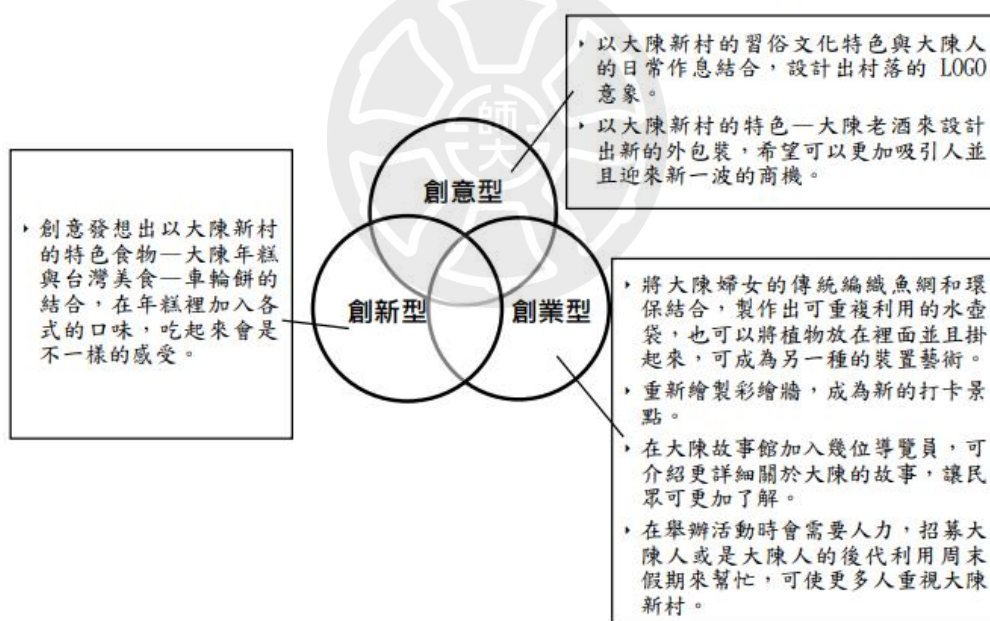 ‣ 以大陳新村的習俗文化特色與大陳人
的日常作息結合，設計出村落的 LOGO
意象。
‣ 以大陳新村的特色—大陳老酒來設計
出新的外包裝，希望可以更加吸引人並
且迎來新一波的商機。
師大
創意型
‣ 創意發想出以大陳新村
的特色食物—大陳年糕
與台灣美食—車輪餅的
結合，在年糕裡加入各
式的口味，吃起來會是
不一樣的感受。
創新型
創業型
‣ 將大陳婦女的傳統編織魚網和環
保結合，製作出可重複利用的水壺
袋，也可以將植物放在裡面並且掛
起來，可成為另一種的裝置藝術。
‣ 重新繪製彩繪牆，成為新的打卡景
點。
‣ 在大陳故事館加入幾位導覽員，可
介紹更詳細關於大陳的故事，讓民
眾可更加了解。
‣ 在舉辦活動時會需要人力，招募大
陳人或是大陳人的後代利用周末
假期來幫忙，可使更多人重視大陳
新村。